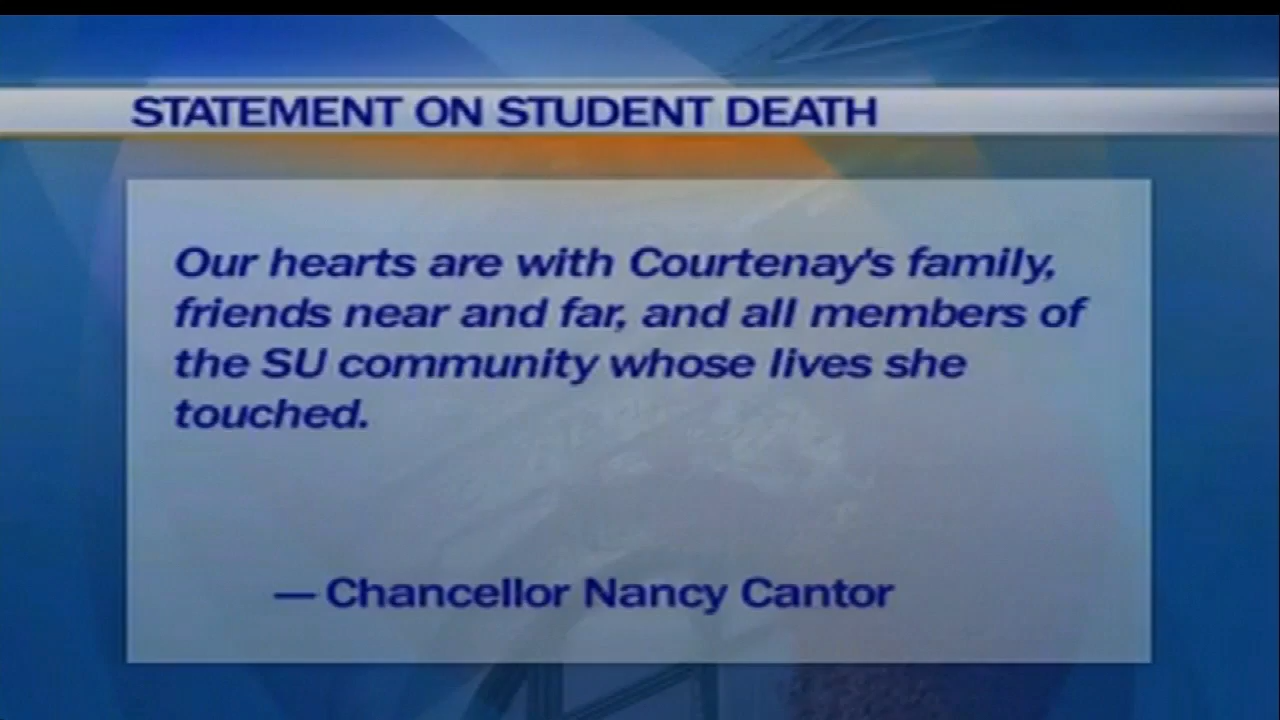 STATEMENT ON STUDENT DEATH
Our hearts are with Courtenay's family,
friends near and far, and all members of
the SU community whose lives she
touched.
— Chancellor Nancy Cantor